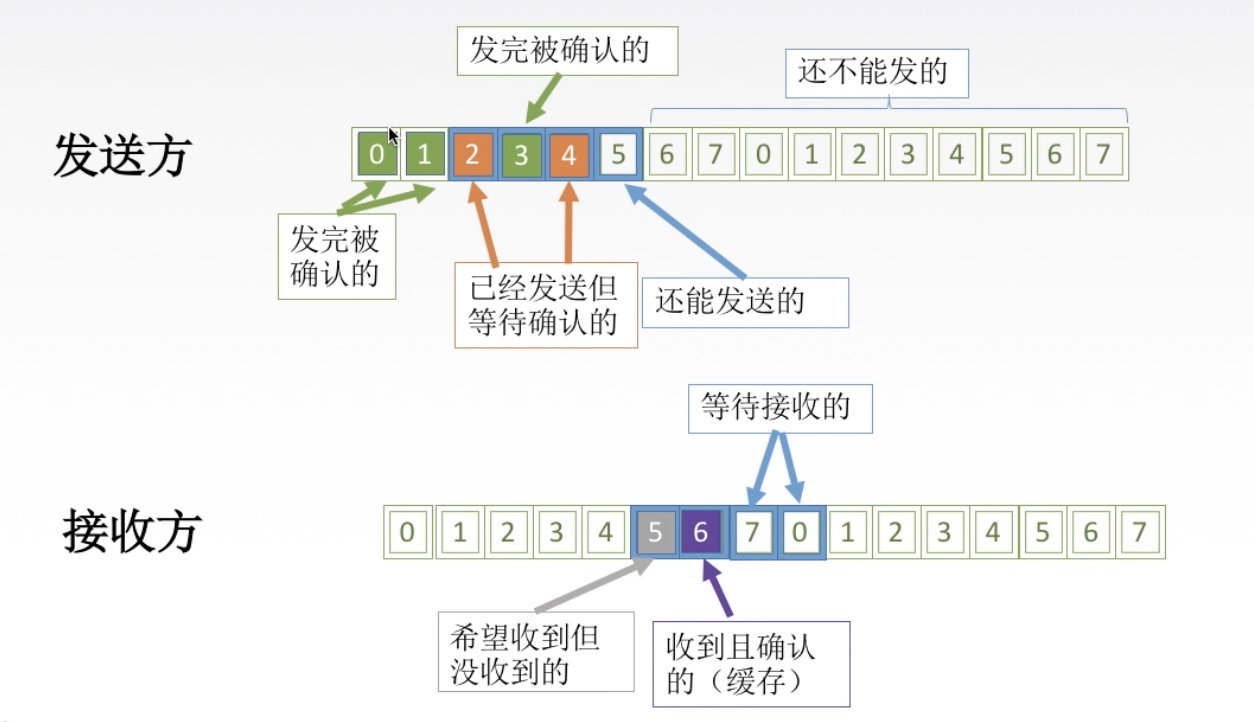 发完被确认的
还不能发的
发送方
0 1 2 3 4 5 6 7 0 1 2 3 4 5 6 7
发完被
确认的
已经发送但
等待确认的
还能发送的
等待接收的
接收方
0 1 2 3 4 5 6 7 0 1 2 3 4 5 6 7
希望收到但
没收到的
收到且确认
的（缓存）